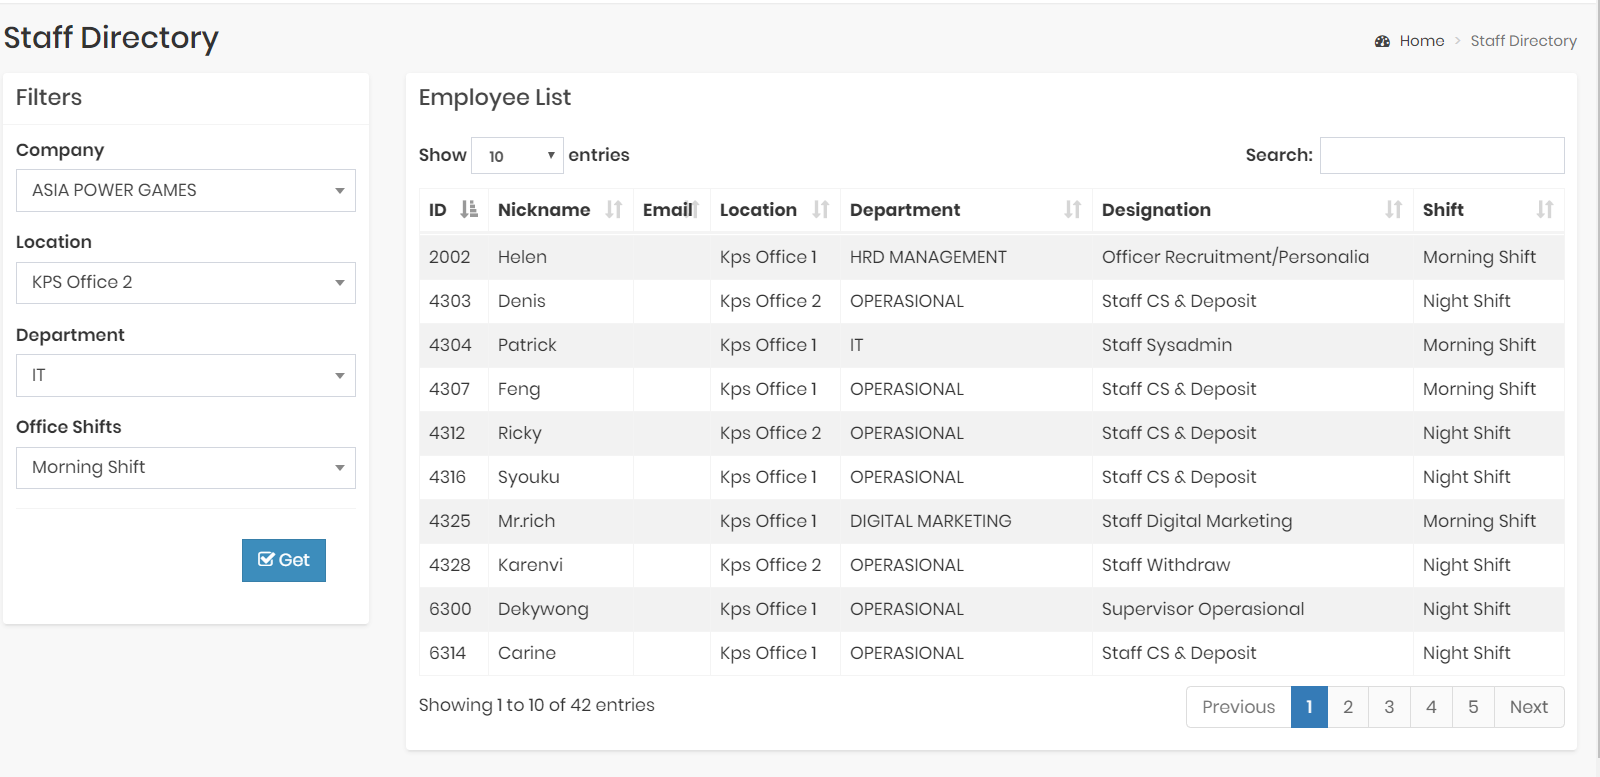 Staff Directory
Home > Staff Directory
Filters
Company
ASIA POWER GAMES
Location
KPS Office 2
Department
IT
Office Shifts
Morning Shift
Get
Employee List
Show 10 entries Search:
ID Nickname Email Location Department Designation Shift
2002 Helen Kps Office 1 HRD MANAGEMENT Officer Recruitment/Personalia Morning Shift
4303 Denis Kps Office 2 OPERASIONAL Staff CS & Deposit Night Shift
4304 Patrick Kps Office 1 IT Staff Sysadmin Morning Shift
4307 Feng Kps Office 1 OPERASIONAL Staff CS & Deposit Morning Shift
4312 Ricky Kps Office 2 OPERASIONAL Staff CS & Deposit Night Shift
4316 Syouku Kps Office 1 OPERASIONAL Staff CS & Deposit Night Shift
4325 Mr.rich Kps Office 1 DIGITAL MARKETING Staff Digital Marketing Morning Shift
4328 Karenvi Kps Office 2 OPERASIONAL Staff Withdraw Night Shift
6300 Dekywong Kps Office 1 OPERASIONAL Supervisor Operasional Night Shift
6314 Carine Kps Office 1 OPERASIONAL Staff CS & Deposit Night Shift
Showing 1 to 10 of 42 entries
Previous 1 2 3 4 5 Next